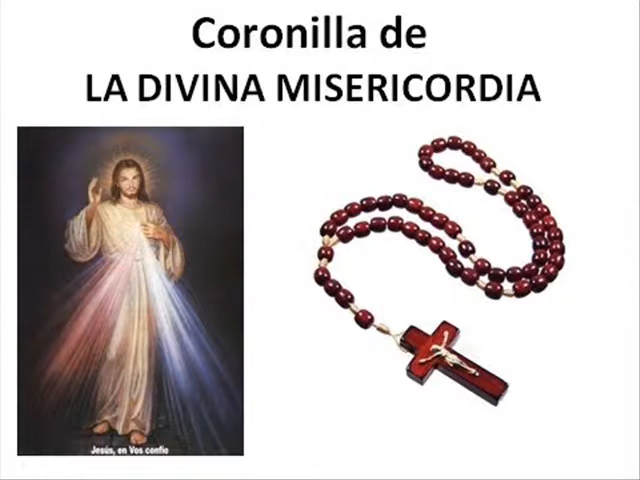 Coronilla de
LA DIVINA MISERICORDIA
Jesús, en Vos confío